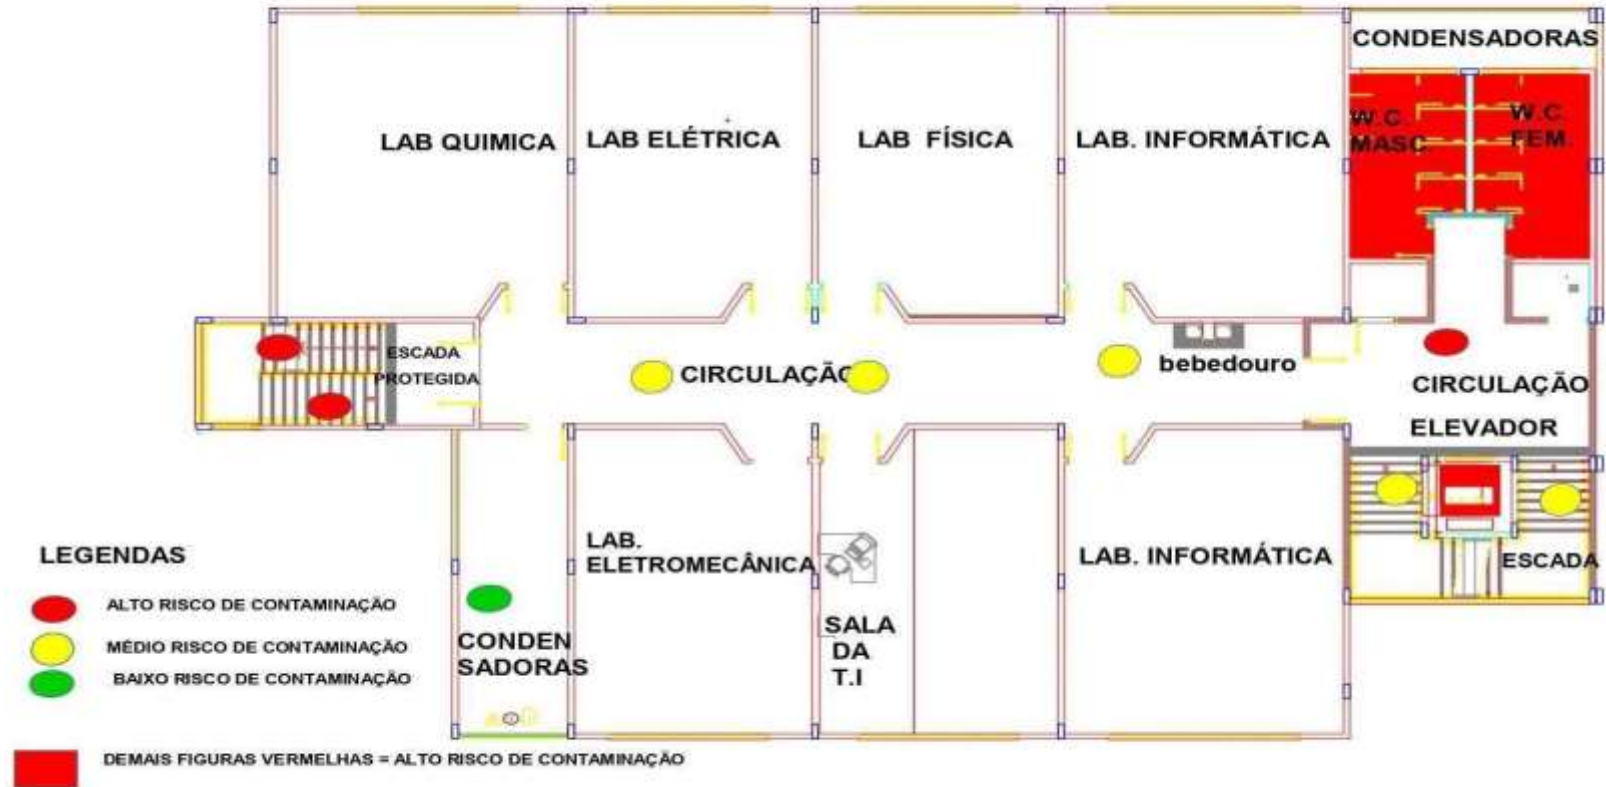 CONDENSADORAS
LAB QUIMICA
LAB ELÉTRICA
LAB FÍSICA
LAB. INFORMÁTICA
W.C.
MASC.
W.C.
FEM.
ESCADA
PROTEGIDA
CIRCULAÇÃO
bebedouro
CIRCULAÇÃO
ELEVADOR
LAB.
ELETROMECÂNICA
LAB. INFORMÁTICA
ESCADA
SALA
DA
T.I
CONDEN
SADORAS
LEGENDAS
ALTO RISCO DE CONTAMINAÇÃO
MÉDIO RISCO DE CONTAMINAÇÃO
BAIXO RISCO DE CONTAMINAÇÃO
DEMAIS FIGURAS VERMELHAS = ALTO RISCO DE CONTAMINAÇÃO